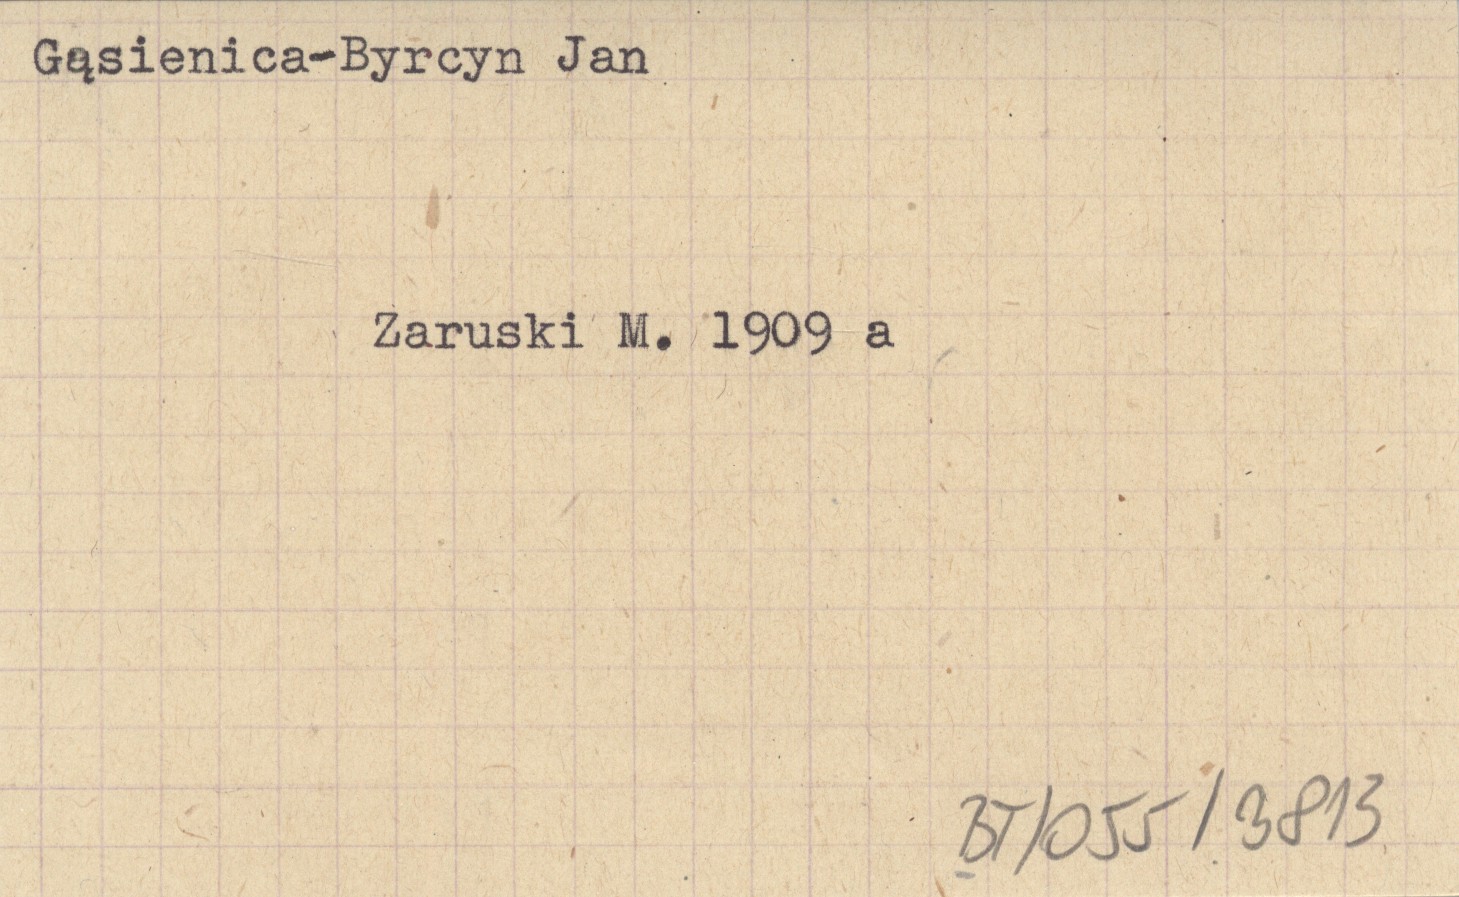 Gąsienica-Byrcyn Jan
Zaruski M. 1909 a
BT/055/3813